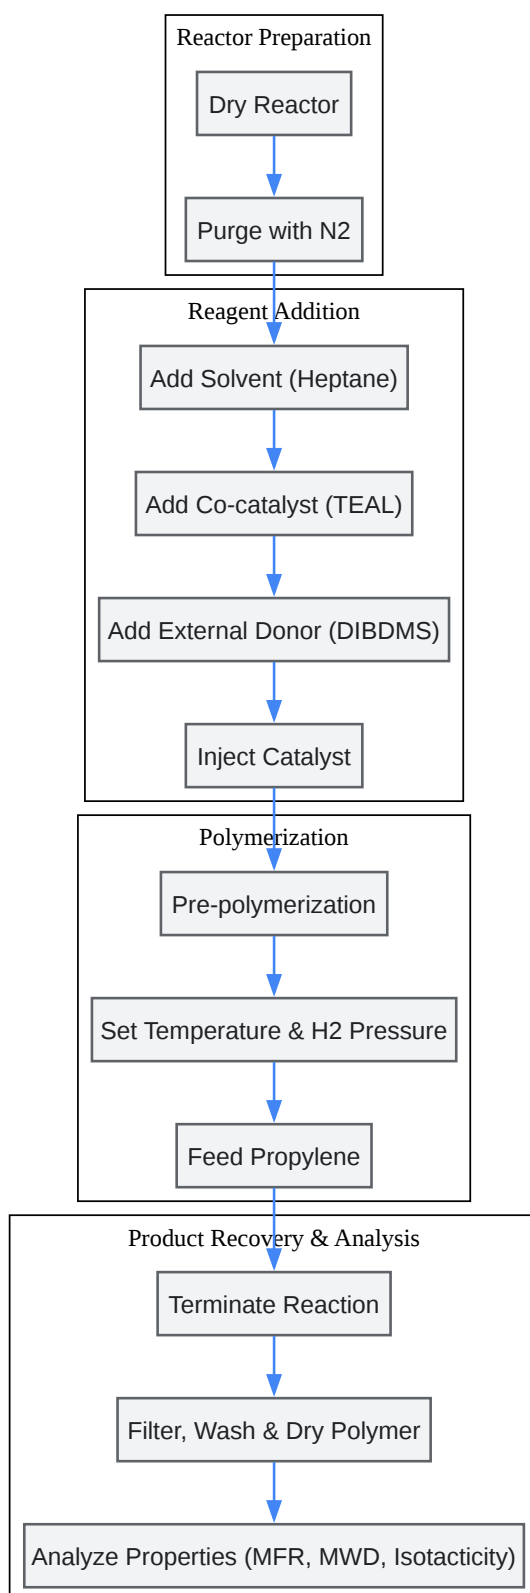 Reactor Preparation
Dry Reactor
Purge with N2
Reagent Addition
Add Solvent (Heptane)
Add Co-catalyst (TEAL)
Add External Donor (DIBDMS)
Inject Catalyst
Polymerization
Pre-polymerization
Set Temperature & H2 Pressure
Feed Propylene
Product Recovery & Analysis
Terminate Reaction
Filter, Wash & Dry Polymer
Analyze Properties (MFR, MWD, Isotacticity)